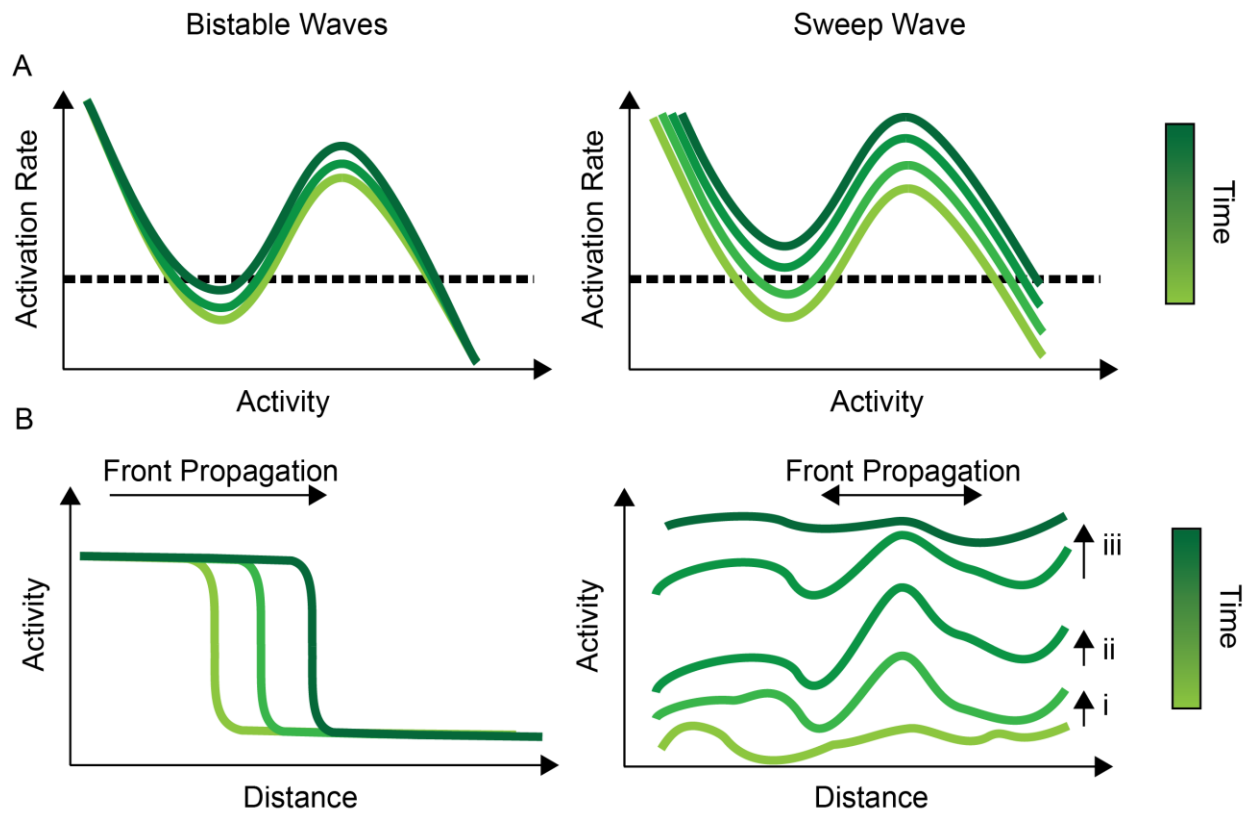 Bistable Waves
Sweep Wave
A
Activation Rate
Activity
Activation Rate
Activity
Time
B
Front Propagation
Activity
Distance
Front Propagation
Activity
iii
ii
i
Distance
Time